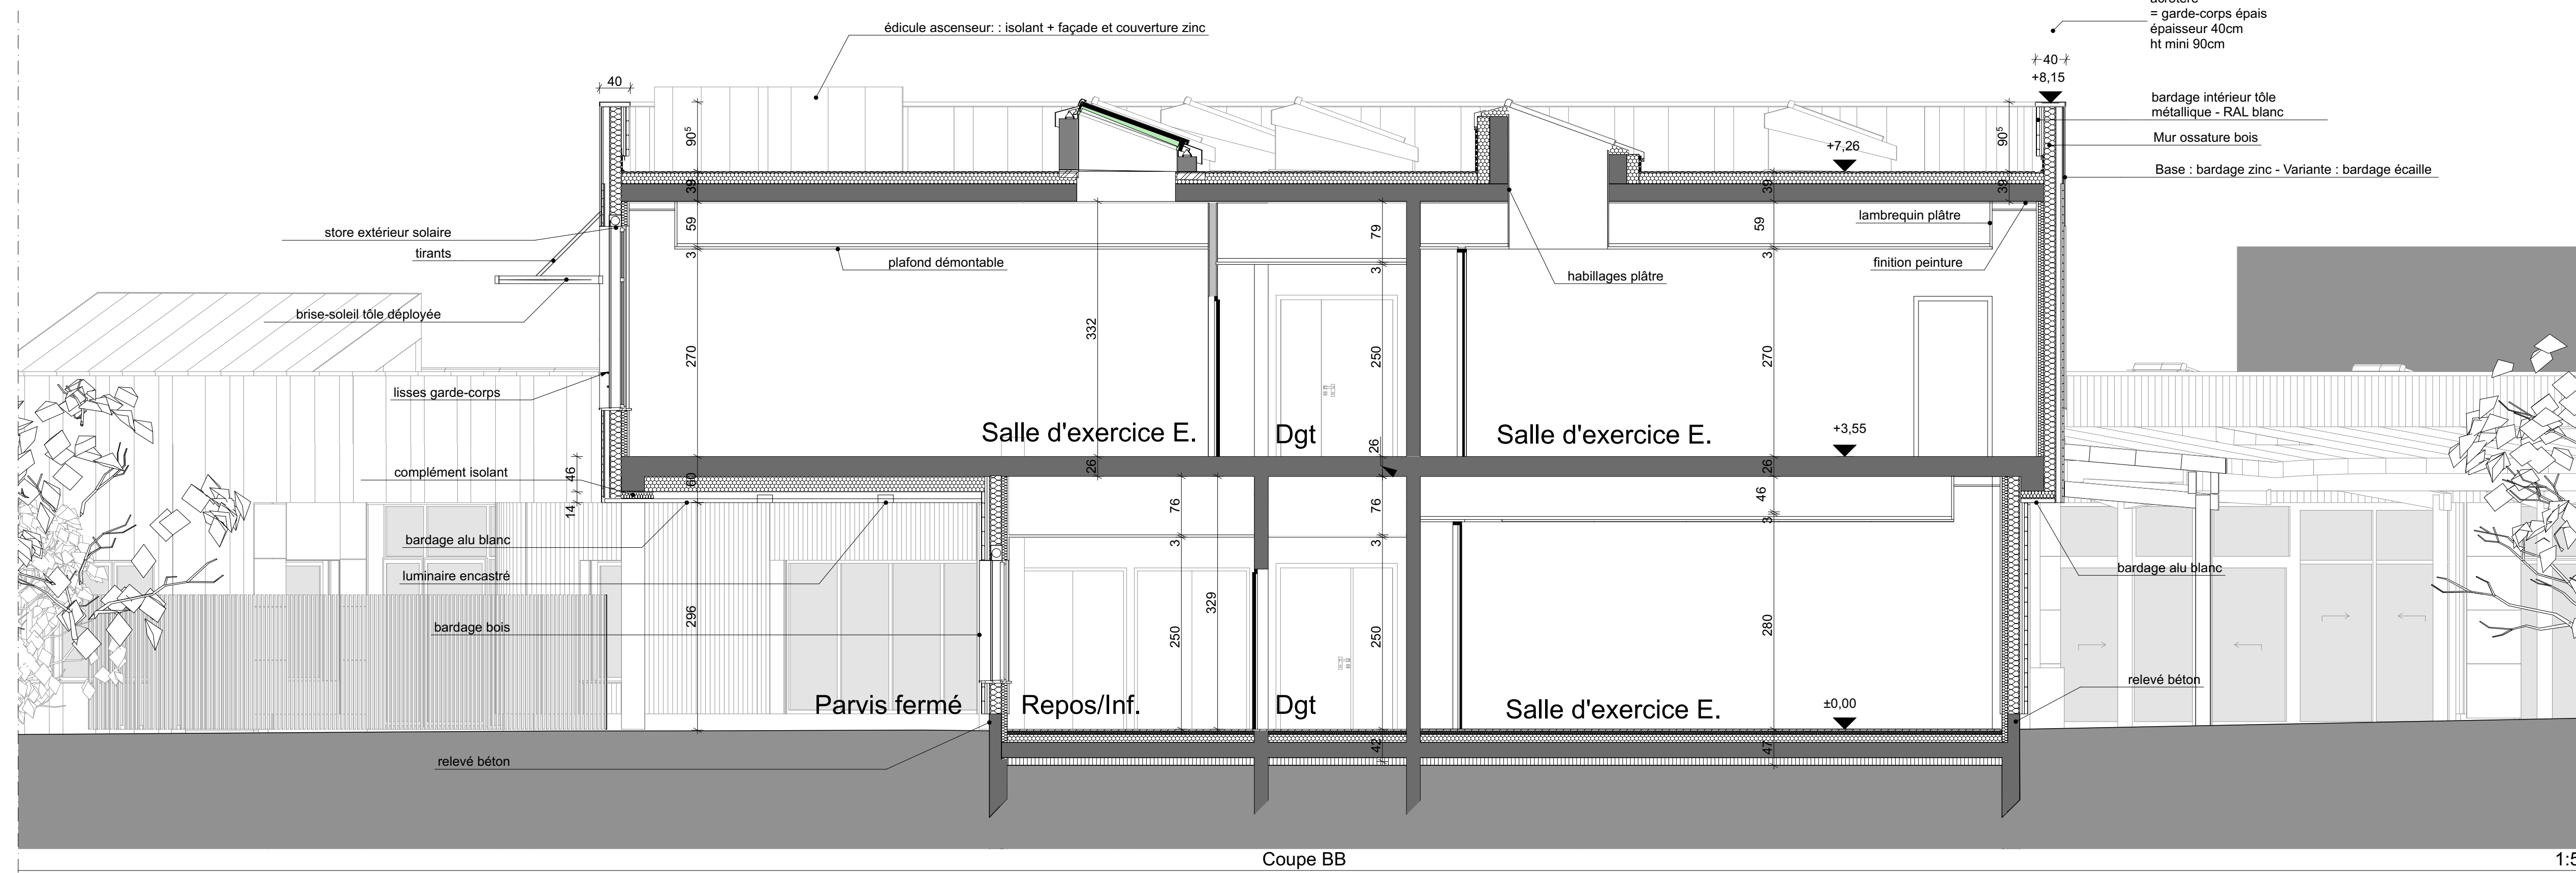 acrotère
= garde-corps épais
épaisseur 40cm
ht mini 90cm
édicule ascenseur: : isolant + façade et couverture zinc
40
40
+8,15
bardage intérieur tôle
métallique - RAL blanc
Mur ossature bois
Base : bardage zinc - Variante : bardage écaille
90⁵
90⁵
+7,26
39
39
39
store extérieur solaire
tirants
brise-soleil tôle déployée
lisses garde-corps
complément isolant
59
3
270
plafond démontable
332
79
3
250
26
habillages plâtre
lambrequin plâtre
finition peinture
59
3
270
Salle d'exercice E.
Dgt
Salle d'exercice E.
+3,55
46
14
60
26
26
bardage alu blanc
luminaire encastré
bardage bois
296
76
3
250
329
76
3
250
46
3
280
bardage alu blanc
relevé béton
Parvis fermé
Repos/Inf.
Dgt
Salle d'exercice E.
±0,00
42
47
relevé béton
Coupe BB
1:5